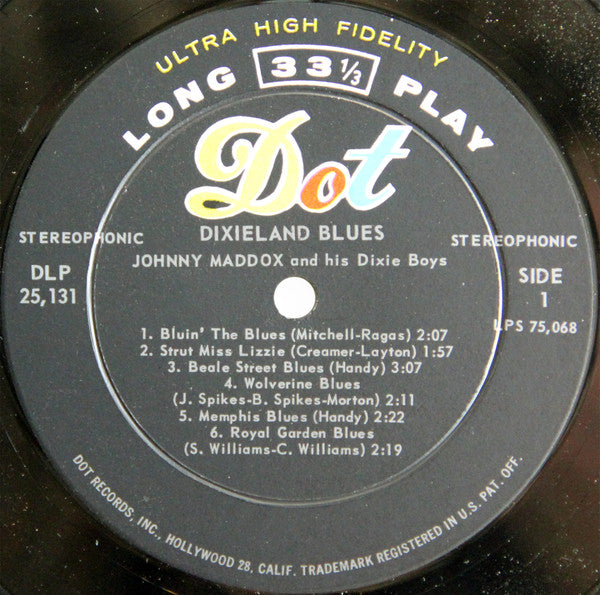 ULTRA HIGH FIDELITY
LONG 33 1/3 PLAY
Dot
DIXIELAND BLUES
STEREOPHONIC
STEREOPHONIC
JOHNNY MADDOX and his Dixie Boys
DLP
25,131
SIDE
1
LPS 75,068
1. Bluin' The Blues (Mitchell-Ragas) 2:07
2. Strut Miss Lizzie (Creamer-Layton) 1:57
3. Beale Street Blues (Handy) 3:07
4. Wolverine Blues
(J. Spikes-B. Spikes-Morton) 2:11
5. Memphis Blues (Handy) 2:22
6. Royal Garden Blues
(S. Williams-C. Williams) 2:19
DOT RECORDS, INC., HOLLYWOOD 28, CALIF. TRADEMARK REGISTERED IN U.S. PAT. OFF.